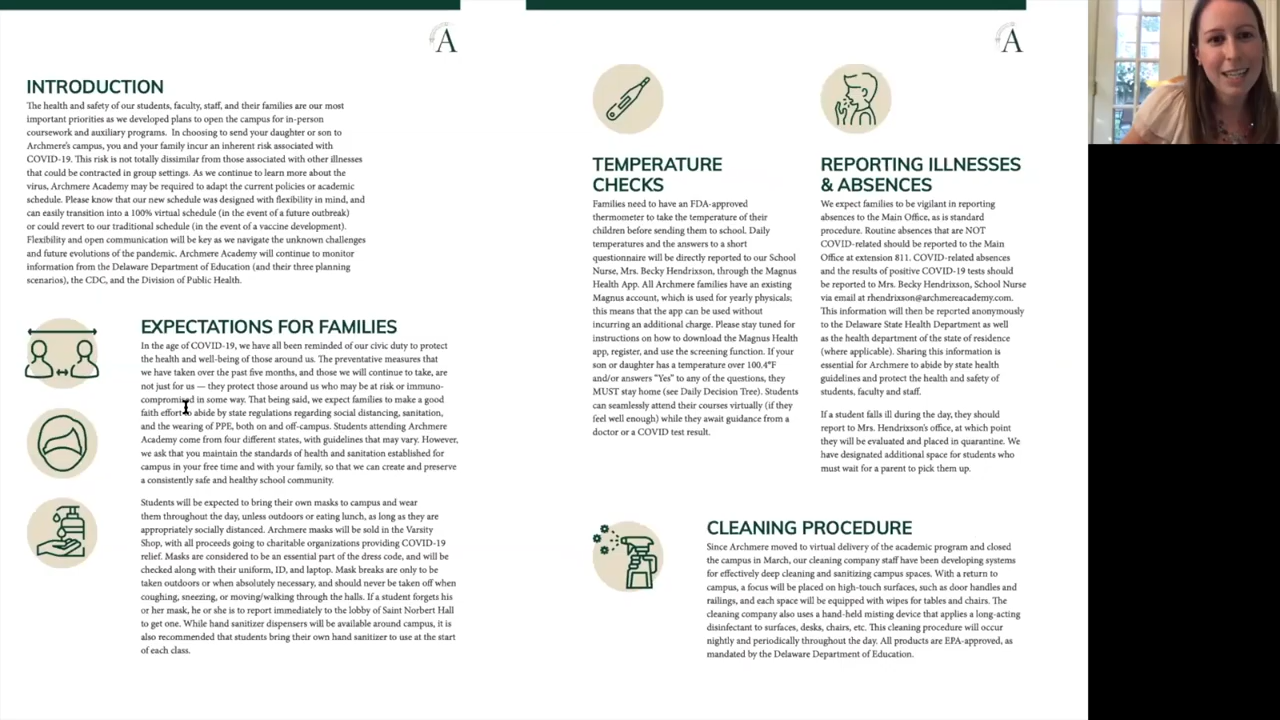 A
INTRODUCTION
The health and safety of our students, faculty, staff, and their families are our most
important priorities as we developed plans to open the campus for in-person
coursework and auxiliary programs. In choosing to send your daughter or son to
Archmere's campus, you and your family incur an inherent risk associated with
COVID-19. This risk is not totally dissimilar from those associated with other illnesses
that could be contracted in group settings. As we continue to learn more about the
virus, Archmere Academy may be required to adapt the current policies or academic
schedule. Please know that our new schedule was designed with flexibility in mind, and
can easily transition into a 100% virtual schedule (in the event of a future outbreak)
or could revert to our traditional schedule (in the event of a vaccine development).
Flexibility and open communication will be key as we navigate the unknown challenges
and future evolutions of the pandemic. Archmere Academy will continue to monitor
information from the Delaware Department of Education (and their three planning
scenarios), the CDC, and the Division of Public Health.
EXPECTATIONS FOR FAMILIES
In the age of COVID-19, we have all been reminded of our civic duty to protect
the health and well-being of those around us. The preventative measures that
we have taken over the past five months, and those we will continue to take, are
not just for us — they protect those around us who may be at risk or immuno-
compromised in some way. That being said, we expect families to make a good
faith effort to abide by state regulations regarding social distancing, sanitation,
and the wearing of PPE, both on and off-campus. Students attending Archmere
Academy come from four different states, with guidelines that may vary. However,
we ask that you maintain the standards of health and sanitation established for
campus in your free time and with your family, so that we can create and preserve
a consistently safe and healthy school community.
Students will be expected to bring their own masks to campus and wear
them throughout the day, unless outdoors or eating lunch, as long as they are
appropriately socially distanced. Archmere masks will be sold in the Varsity
Shop, with all proceeds going to charitable organizations providing COVID-19
relief. Masks are considered to be an essential part of the dress code, and will be
checked along with their uniform, ID, and laptop. Mask breaks are only to be
taken outdoors or when absolutely necessary, and should never be taken off when
coughing, sneezing, or moving/walking through the halls. If a student forgets his
or her mask, he or she is to report immediately to the lobby of Saint Norbert Hall
to get one. While hand sanitizer dispensers will be available around campus, it is
also recommended that students bring their own hand sanitizer to use at the start
of each class.
A
TEMPERATURE
CHECKS
Families need to have an FDA-approved
thermometer to take the temperature of their
children before sending them to school. Daily
temperatures and the answers to a short
questionnaire will be directly reported to our School
Nurse, Mrs. Becky Hendrixson, through the Magnus
Health App. All Archmere families have an existing
Magnus account, which is used for yearly physicals;
this means that the app can be used without
incurring an additional charge. Please stay tuned for
instructions on how to download the Magnus Health
app, register, and use the screening function. If your
son or daughter has a temperature over 100.4°F
and/or answers "Yes" to any of the questions, they
MUST stay home (see Daily Decision Tree). Students
can seamlessly attend their courses virtually (if they
feel well enough) while they await guidance from a
doctor or a COVID test result.
REPORTING ILLNESSES
& ABSENCES
We expect families to be vigilant in reporting
absences to the Main Office, as is standard
procedure. Routine absences that are NOT
COVID-related should be reported to the Main
Office at extension 811. COVID-related absences
and the results of positive COVID-19 tests should
be reported to Mrs. Becky Hendrixson, School Nurse
via email at rhendrixson@archmereacademy.com.
This information will then be reported anonymously
to the Delaware State Health Department as well
as the health department of the state of residence
(where applicable). Sharing this information is
essential for Archmere to abide by state health
guidelines and protect the health and safety of
students, faculty and staff.
If a student falls ill during the day, they should
report to Mrs. Hendrixson's office, at which point
they will be evaluated and placed in quarantine. We
have designated additional space for students who
must wait for a parent to pick them up.
CLEANING PROCEDURE
Since Archmere moved to virtual delivery of the academic program and closed
the campus in March, our cleaning company staff have been developing systems
for effectively deep cleaning and sanitizing campus spaces. With a return to
campus, a focus will be placed on high-touch surfaces, such as door handles and
railings, and each space will be equipped with wipes for tables and chairs. The
cleaning company also uses a hand-held misting device that applies a long-acting
disinfectant to surfaces, desks, chairs, etc. This cleaning procedure will occur
nightly and periodically throughout the day. All products are EPA-approved, as
mandated by the Delaware Department of Education.